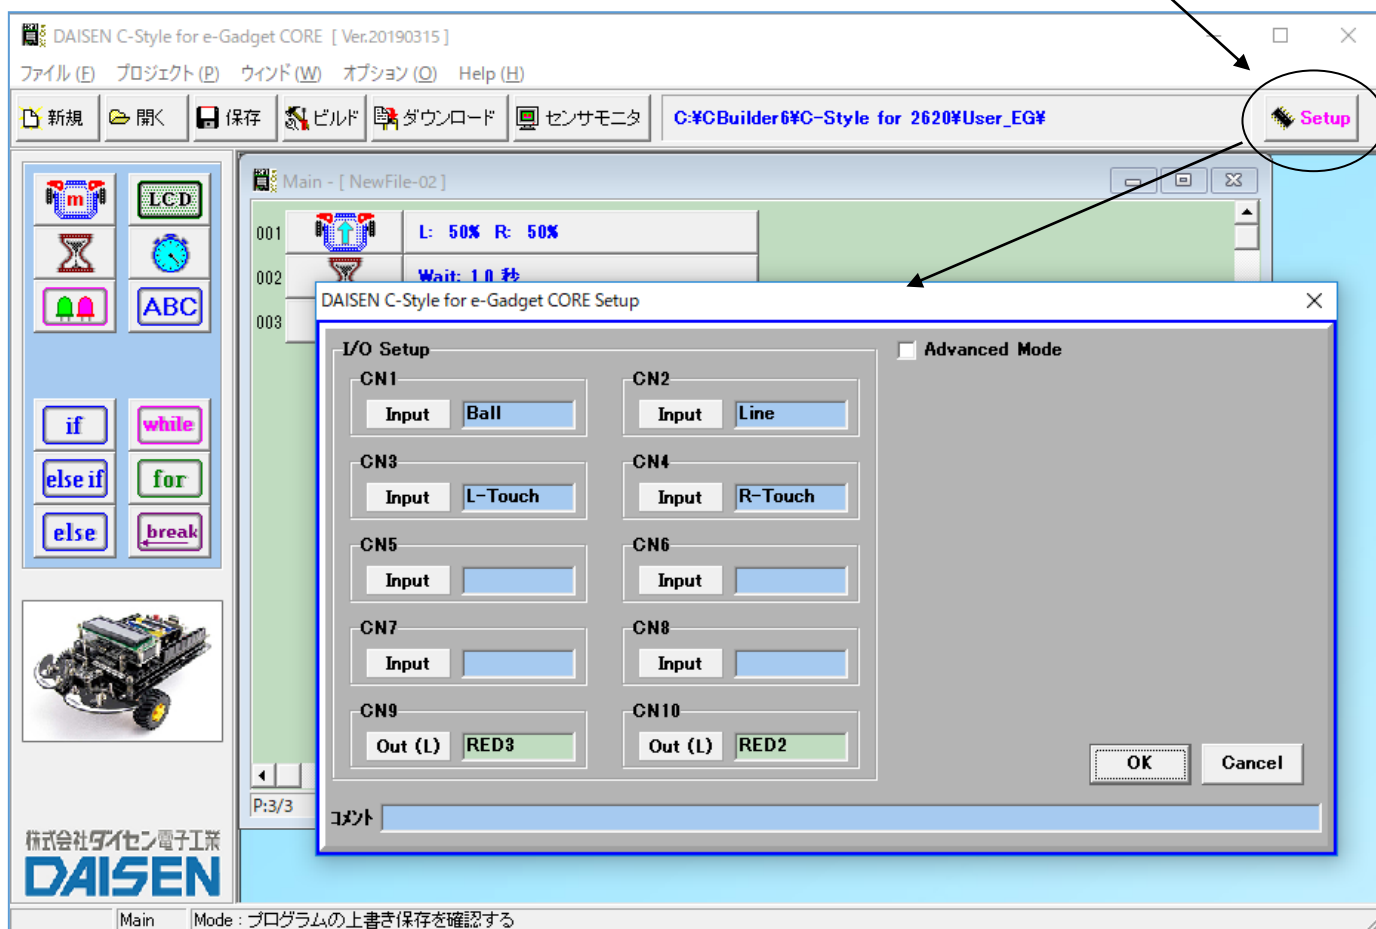 DAISEN C-Style for e-Gadget CORE [ Ver.20190315 ]
ファイル (F) プロジェクト (P) ウィンド (W) オプション (O) Help (H)
新規 開く 保存 ビルド ダウンロード センサモニタ C:¥CBuilder6¥C-Style for 2620¥User_EG¥ Setup
m LCD
ABC
if while
else if for
else break
Main - [ NewFile-02 ]
001 L: 50% R: 50%
002 Wait: 1.0 秒
003
DAISEN C-Style for e-Gadget CORE Setup
I/O Setup Advanced Mode
CN1 CN2
Input Ball Input Line
CN3 CN4
Input L-Touch Input R-Touch
CN5 CN6
Input Input
CN7 CN8
Input Input
CN9 CN10
Out (L) RED3 Out (L) RED2
OK Cancel
コメント
P:3/3
株式会社ダイセン電子工業
DAISEN
Main Mode : プログラムの上書き保存を確認する